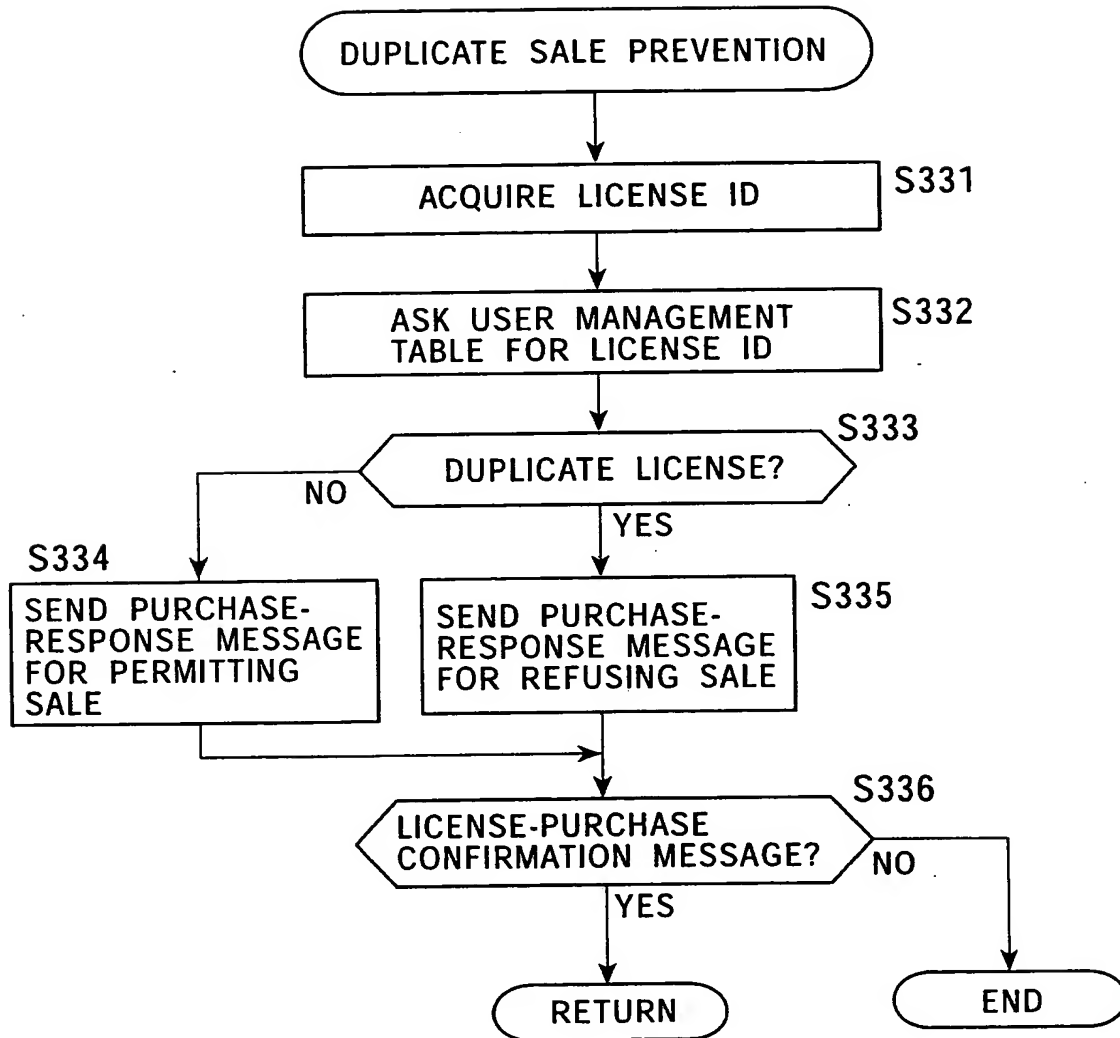 DUPLICATE SALE PREVENTION
ACQUIRE LICENSE ID
S331
ASK USER MANAGEMENT
TABLE FOR LICENSE ID
S332
S333
DUPLICATE LICENSE?
NO
YES
S334
SEND PURCHASE-
RESPONSE MESSAGE
FOR PERMITTING
SALE
SEND PURCHASE-
RESPONSE MESSAGE
FOR REFUSING SALE
S335
S336
LICENSE-PURCHASE
CONFIRMATION MESSAGE?
NO
YES
RETURN
END